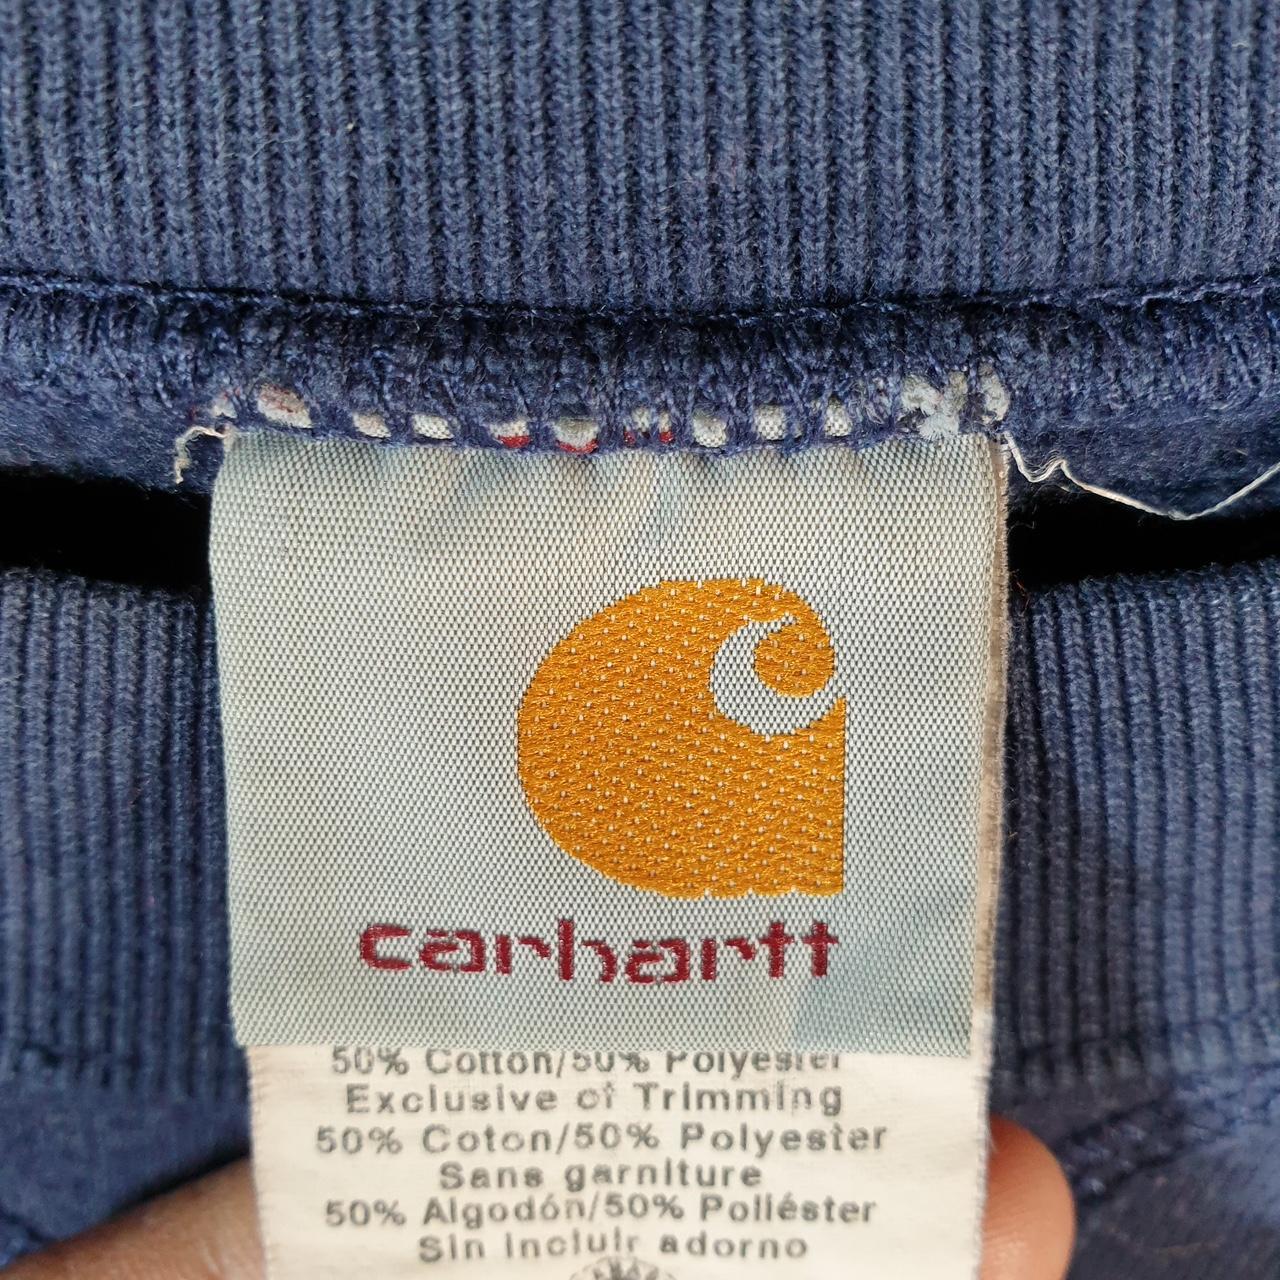 carhartt
50% Cotton/50% Polyester
Exclusive of Trimming
50% Coton/50% Polyester
Sans garniture
50% Algodón/50% Poliéster
Sin incluir adorno